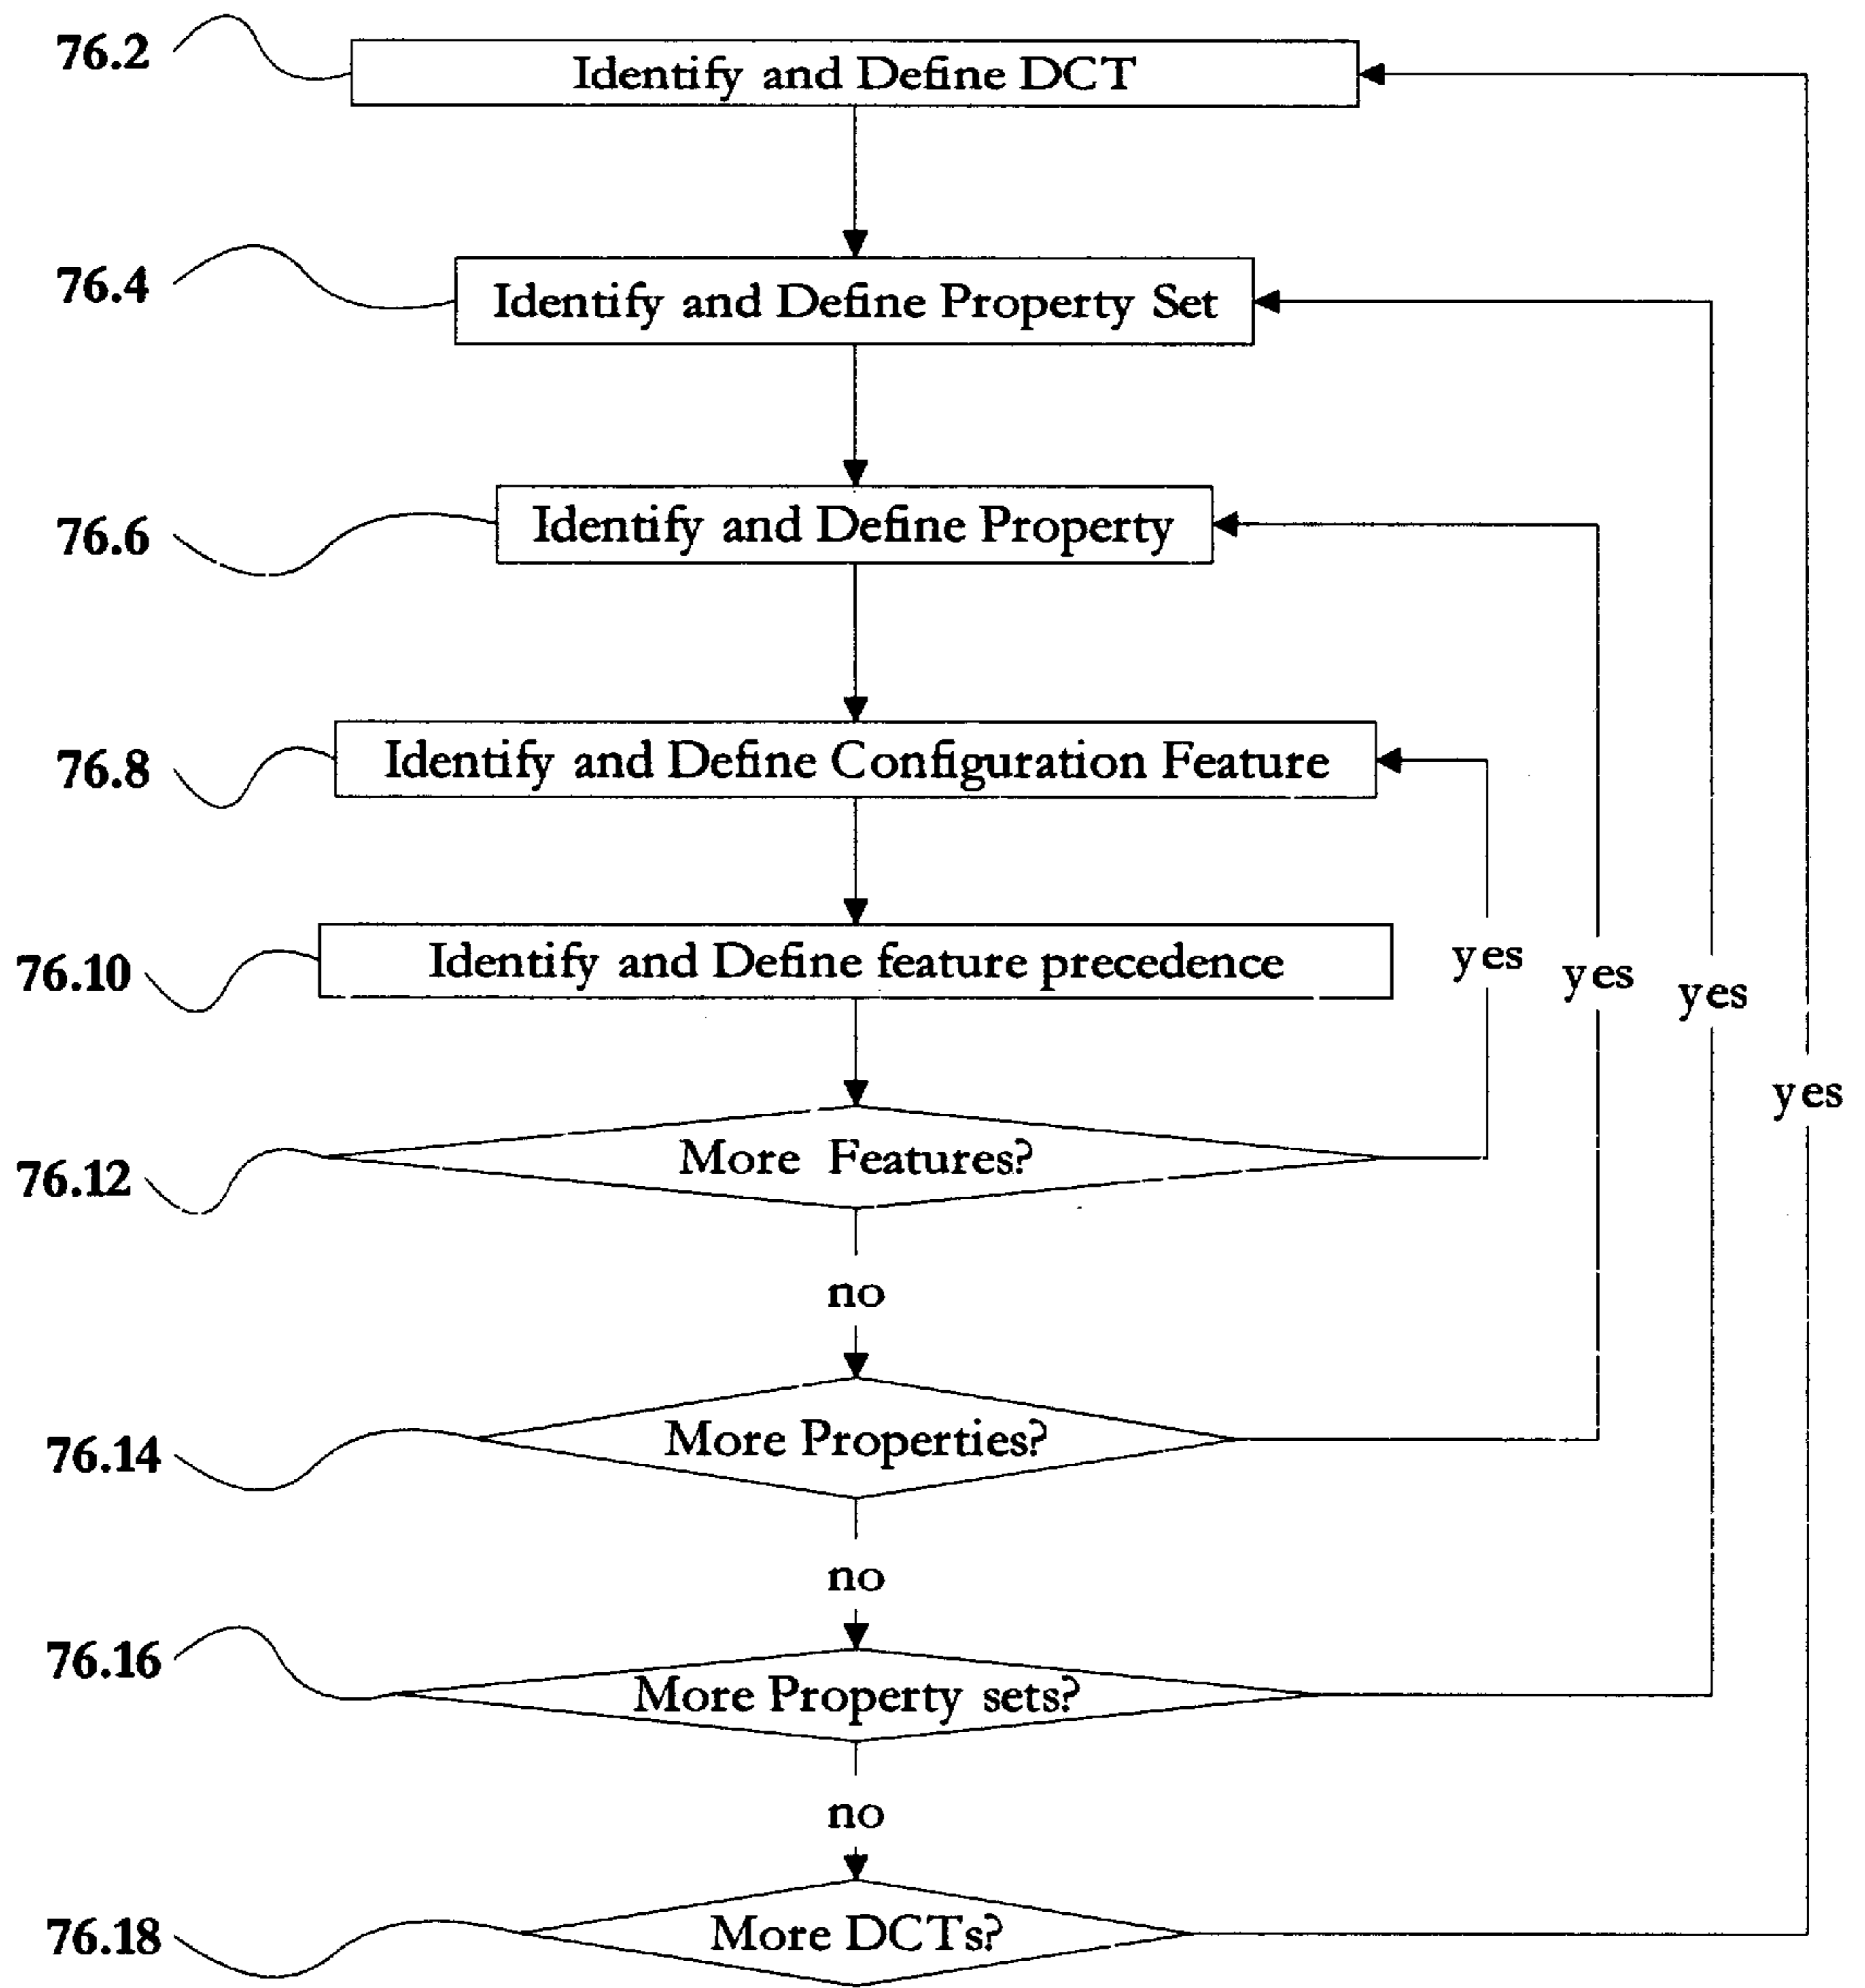 76.2
Identify and Define DCT
76.4
Identify and Define Property Set
76.6
Identify and Define Property
76.8
Identify and Define Configuration Feature
76.10
Identify and Define feature precedence
yes
yes
yes
yes
76.12
More Features?
no
76.14
More Properties?
no
76.16
More Property sets?
no
76.18
More DCTs?